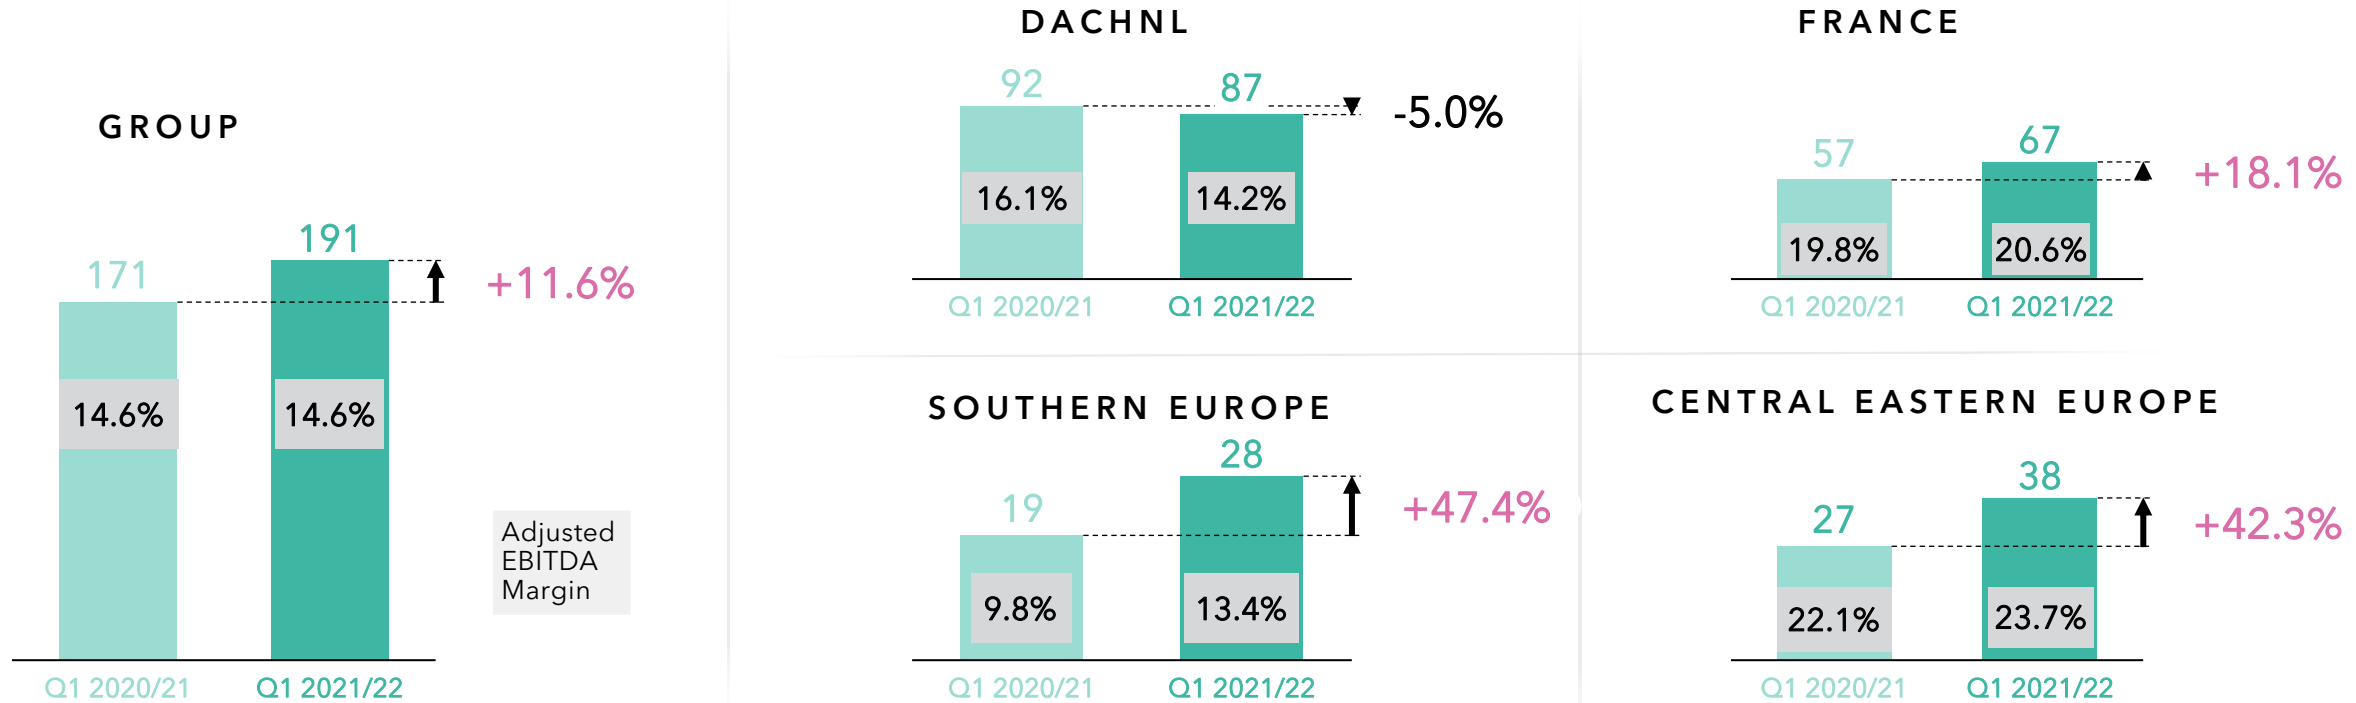 GROUP
171
191
+11.6%
14.6%
14.6%
Adjusted
EBITDA
Margin
Q1 2020/21
Q1 2021/22
DACHNL
92
87
-5.0%
16.1%
14.2%
Q1 2020/21
Q1 2021/22
FRANCE
57
67
+18.1%
19.8%
20.6%
Q1 2020/21
Q1 2021/22
SOUTHERN EUROPE
19
28
+47.4%
9.8%
13.4%
Q1 2020/21
Q1 2021/22
CENTRAL EASTERN EUROPE
27
38
+42.3%
22.1%
23.7%
Q1 2020/21
Q1 2021/22